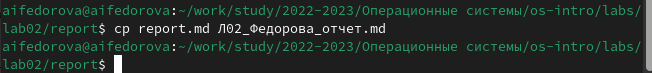 aifedorova@aifedorova:~/work/study/2022-2023/Операционные системы/os-intro/labs/
lab02/report$ cp report.md Л02_Федорова_отчет.md
aifedorova@aifedorova:~/work/study/2022-2023/Операционные системы/os-intro/labs/
lab02/report$